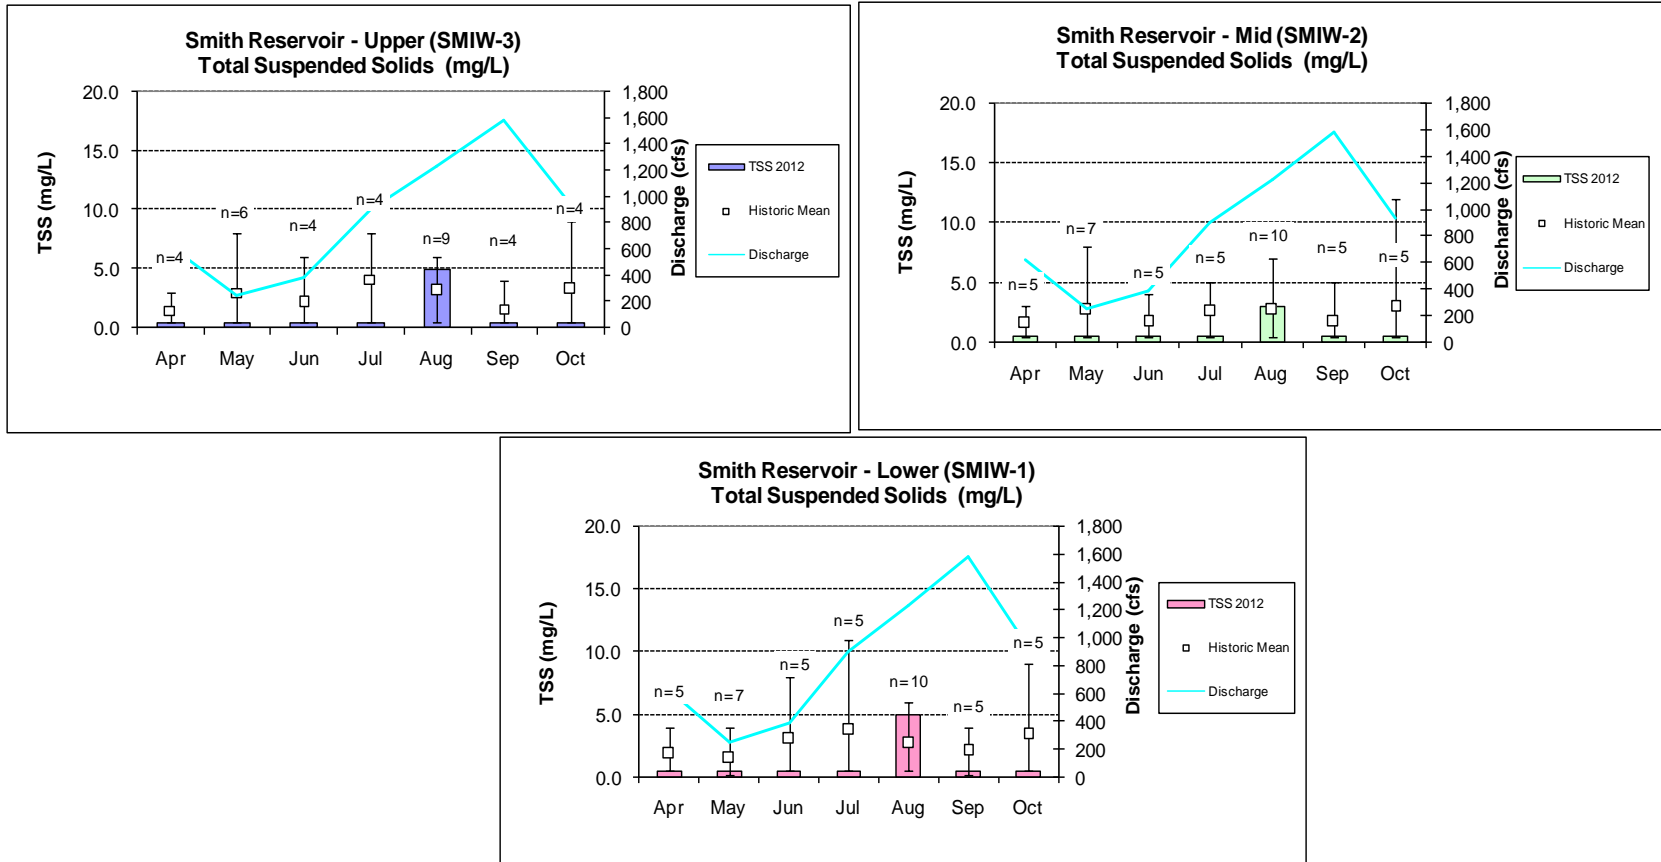 Smith Reservoir - Upper (SMIW-3)
Total Suspended Solids (mg/L)
TSS (mg/L)
20.0
15.0
10.0
5.0
0.0
n=4
n=6
n=4
n=4
n=9
n=4
n=4
Apr May Jun Jul Aug Sep Oct
1,800
1,600
1,400
1,200
1,000
800
600
400
200
0
Discharge (cfs)
TSS 2012
Historic Mean
Discharge
Smith Reservoir - Mid (SMIW-2)
Total Suspended Solids (mg/L)
TSS (mg/L)
20.0
15.0
10.0
5.0
0.0
n=5
n=7
n=5
n=5
n=10
n=5
n=5
Apr May Jun Jul Aug Sep Oct
1,800
1,600
1,400
1,200
1,000
800
600
400
200
0
Discharge (cfs)
TSS 2012
Historic Mean
Discharge
Smith Reservoir - Lower (SMIW-1)
Total Suspended Solids (mg/L)
TSS (mg/L)
20.0
15.0
10.0
5.0
0.0
n=5
n=7
n=5
n=5
n=10
n=5
n=5
Apr May Jun Jul Aug Sep Oct
1,800
1,600
1,400
1,200
1,000
800
600
400
200
0
Discharge (cfs)
TSS 2012
Historic Mean
Discharge